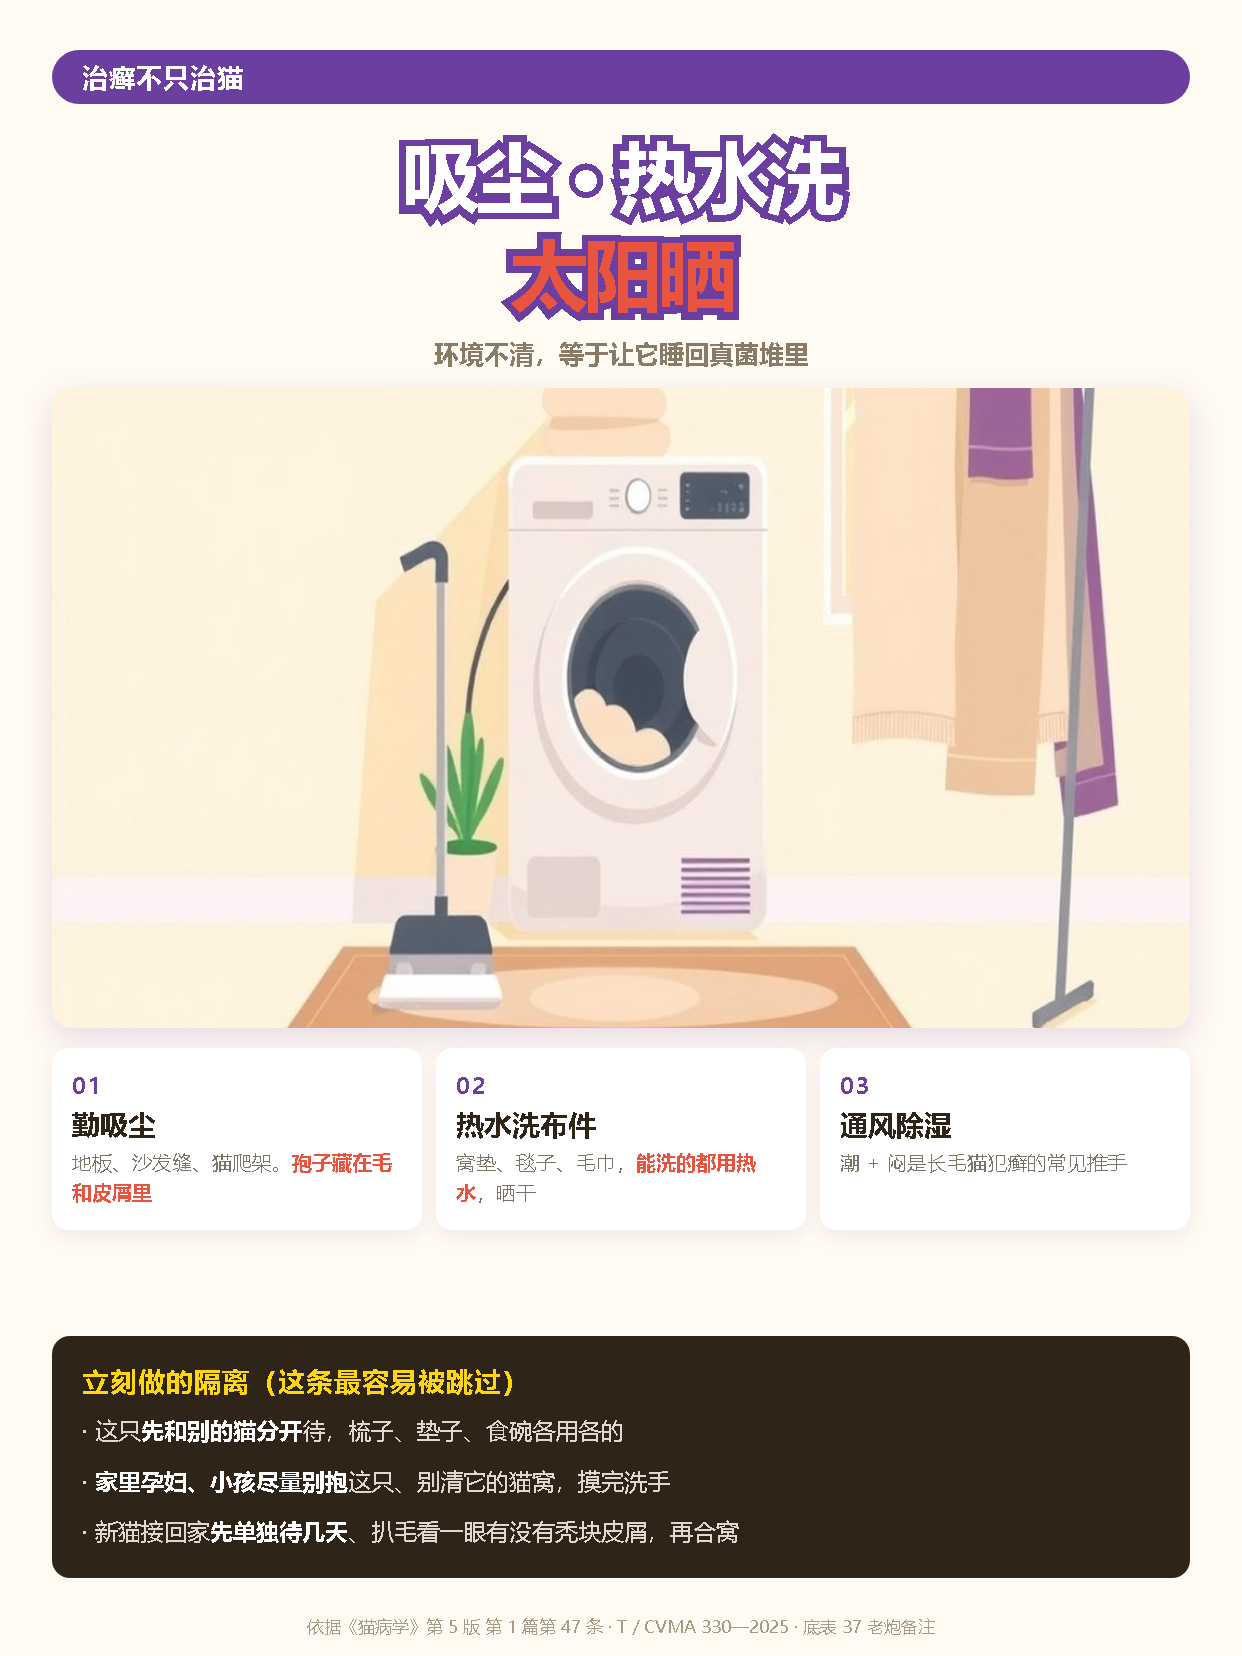 治癣不只治猫
吸尘·热水洗
太阳晒
环境不清，等于让它睡回真菌堆里
01
勤吸尘
地板、沙发缝、猫爬架。孢子藏在毛
和皮屑里
02
热水洗布件
窝垫、毯子、毛巾，能洗的都用热
水，晒干
03
通风除湿
潮 + 闷是长毛猫犯癣的常见推手
立刻做的隔离（这条最容易被跳过）
· 这只先和别的猫分开待，梳子、垫子、食碗各用各的
· 家里孕妇、小孩尽量别抱这只、别清它的猫窝，摸完洗手
· 新猫接回家先单独待几天、扒毛看一眼有没有秃块皮屑，再合窝
依据《猫病学》第 5 版 第 1 篇第 47 条 · T / CVMA 330—2025 · 底表 37 老炮备注